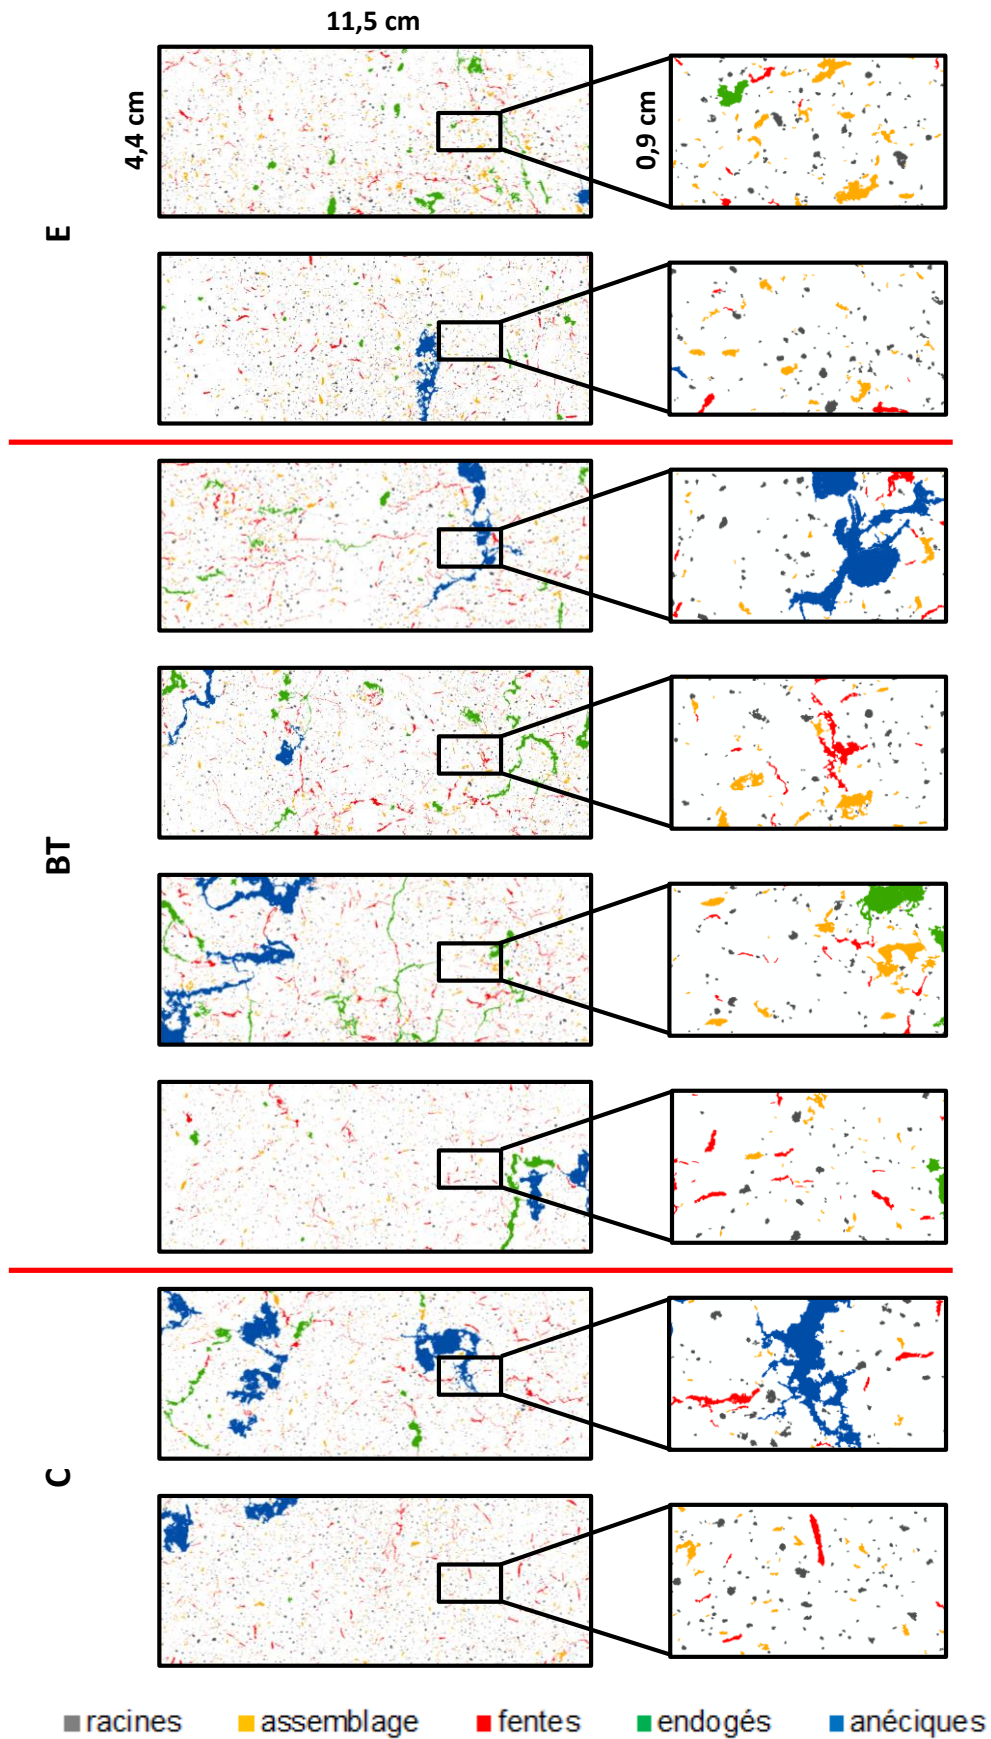 11,5 cm
4,4 cm
0,9 cm
E
BT
C
racines assemblage fentes endogés anéciques